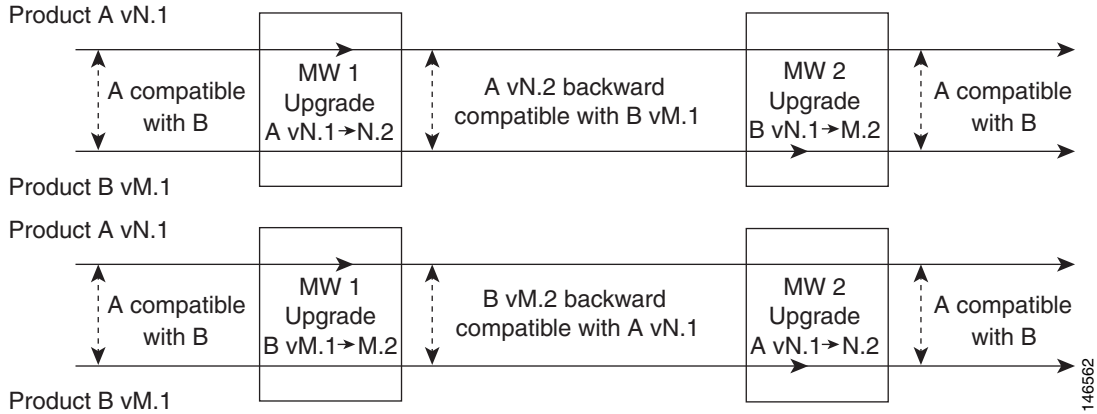 Product A vN.1
A compatible
with B
MW 1
Upgrade
A vN.1→N.2
A vN.2 backward
compatible with B vM.1
MW 2
Upgrade
B vN.1→M.2
A compatible
with B
Product B vM.1
Product A vN.1
A compatible
with B
MW 1
Upgrade
B vM.1→M.2
B vM.2 backward
compatible with A vN.1
MW 2
Upgrade
A vN.1→N.2
A compatible
with B
Product B vM.1
146562